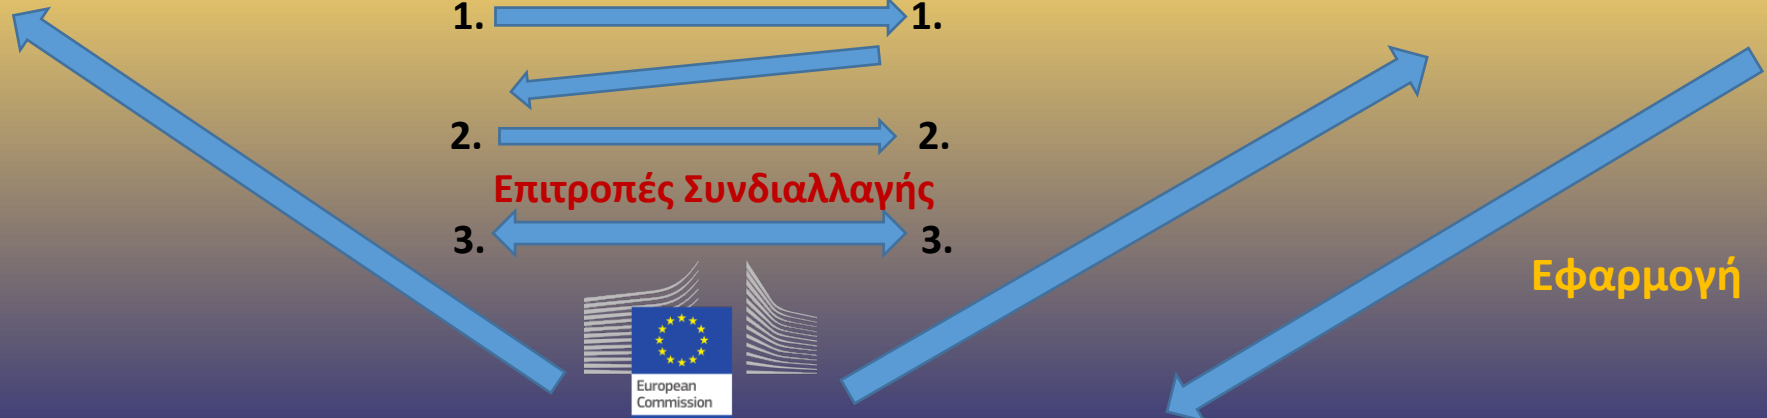 1. 1.
2. 2.
Επιτροπές Συνδιαλλαγής
3. 3.
Εφαρμογή
European
Commission